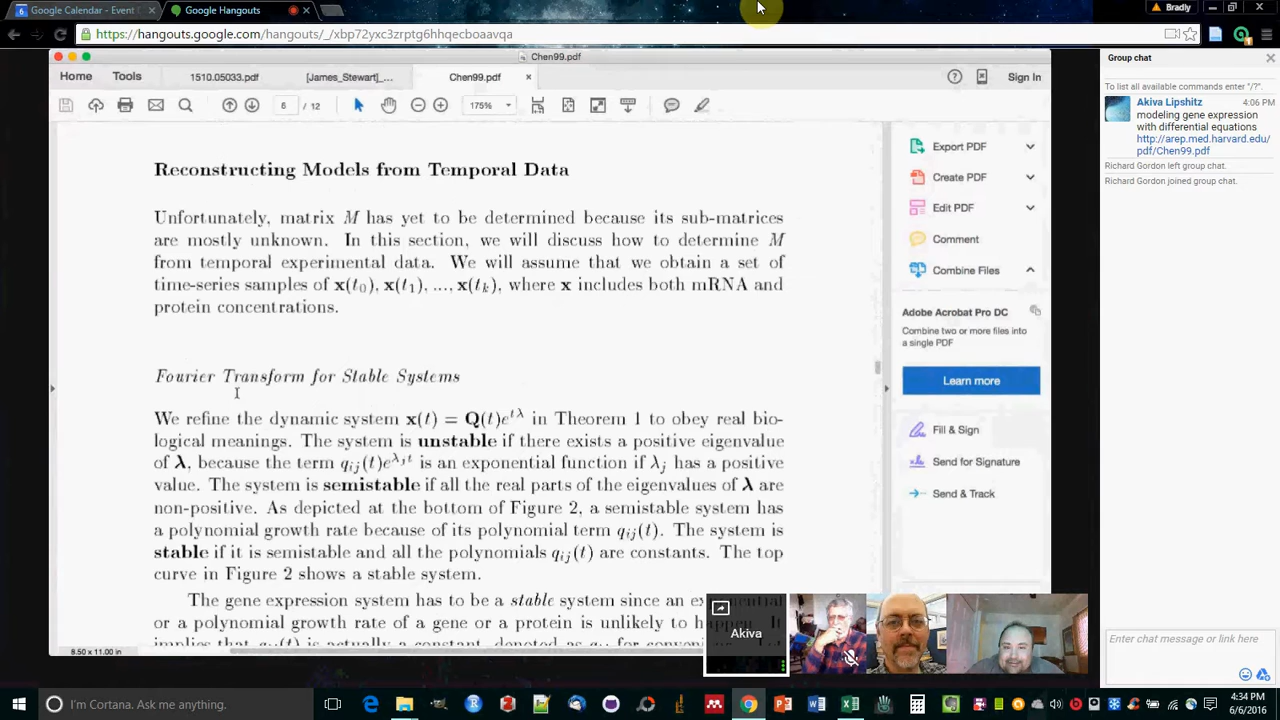 Google Calendar - Event
Google Hangouts
Bradly
https://hangouts.google.com/hangouts/_/xbp72yxc3zrptg6hhqecboaavqa
Chen99.pdf
Home
Tools
1510.05033.pdf
[James_Stewart]_...
Chen99.pdf
Sign In
6 / 12
175%
Reconstructing Models from Temporal Data
Unfortunately, matrix M has yet to be determined because its sub-matrices
are mostly unknown. In this section, we will discuss how to determine M
from temporal experimental data. We will assume that we obtain a set of
time-series samples of x(t₀), x(t₁), ..., x(tₖ), where x includes both mRNA and
protein concentrations.
Fourier Transform for Stable Systems
We refine the dynamic system x(t) = Q(t)e^{tλ} in Theorem 1 to obey real bio-
logical meanings. The system is unstable if there exists a positive eigenvalue
of λ, because the term q_{ij}(t)e^{λ_j t} is an exponential function if λ_j has a positive
value. The system is semistable if all the real parts of the eigenvalues of λ are
non-positive. As depicted at the bottom of Figure 2, a semistable system has
a polynomial growth rate because of its polynomial term q_{ij}(t). The system is
stable if it is semistable and all the polynomials q_{ij}(t) are constants. The top
curve in Figure 2 shows a stable system.
The gene expression system has to be a stable system since an
or a polynomial growth rate of a gene or a protein is unlikely to
8.50 x 11.00 in
Export PDF
Create PDF
Edit PDF
Comment
Combine Files
Adobe Acrobat Pro DC
Combine two or more files into
a single PDF
Learn more
Fill & Sign
Send for Signature
Send & Track
Akiva
Group chat
To list all available commands enter "/?"
Akiva Lipshitz 4:06 PM
modeling gene expression
with differential equations
http://arep.med.harvard.edu/
pdf/Chen99.pdf
Richard Gordon left group chat.
Richard Gordon joined group chat.
Enter chat message or link here
I'm Cortana. Ask me anything.
4:34 PM
6/6/2016